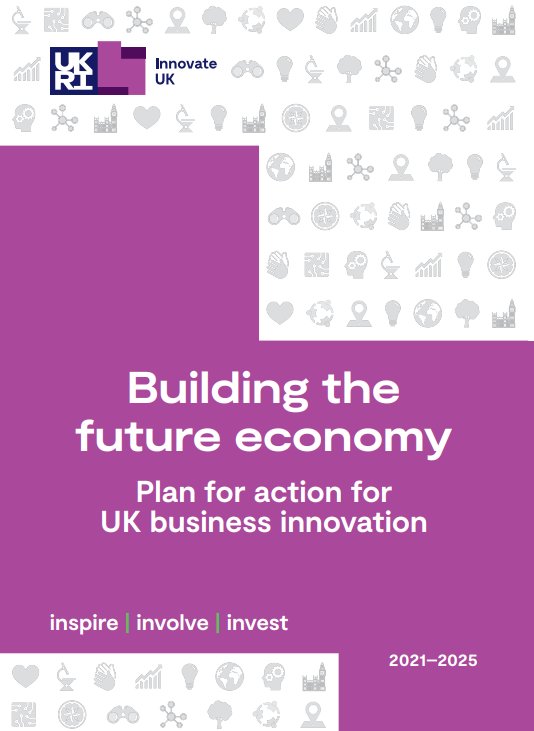 UK
RI
Innovate
UK
Building the
future economy
Plan for action for
UK business innovation
inspire | involve | invest
2021–2025